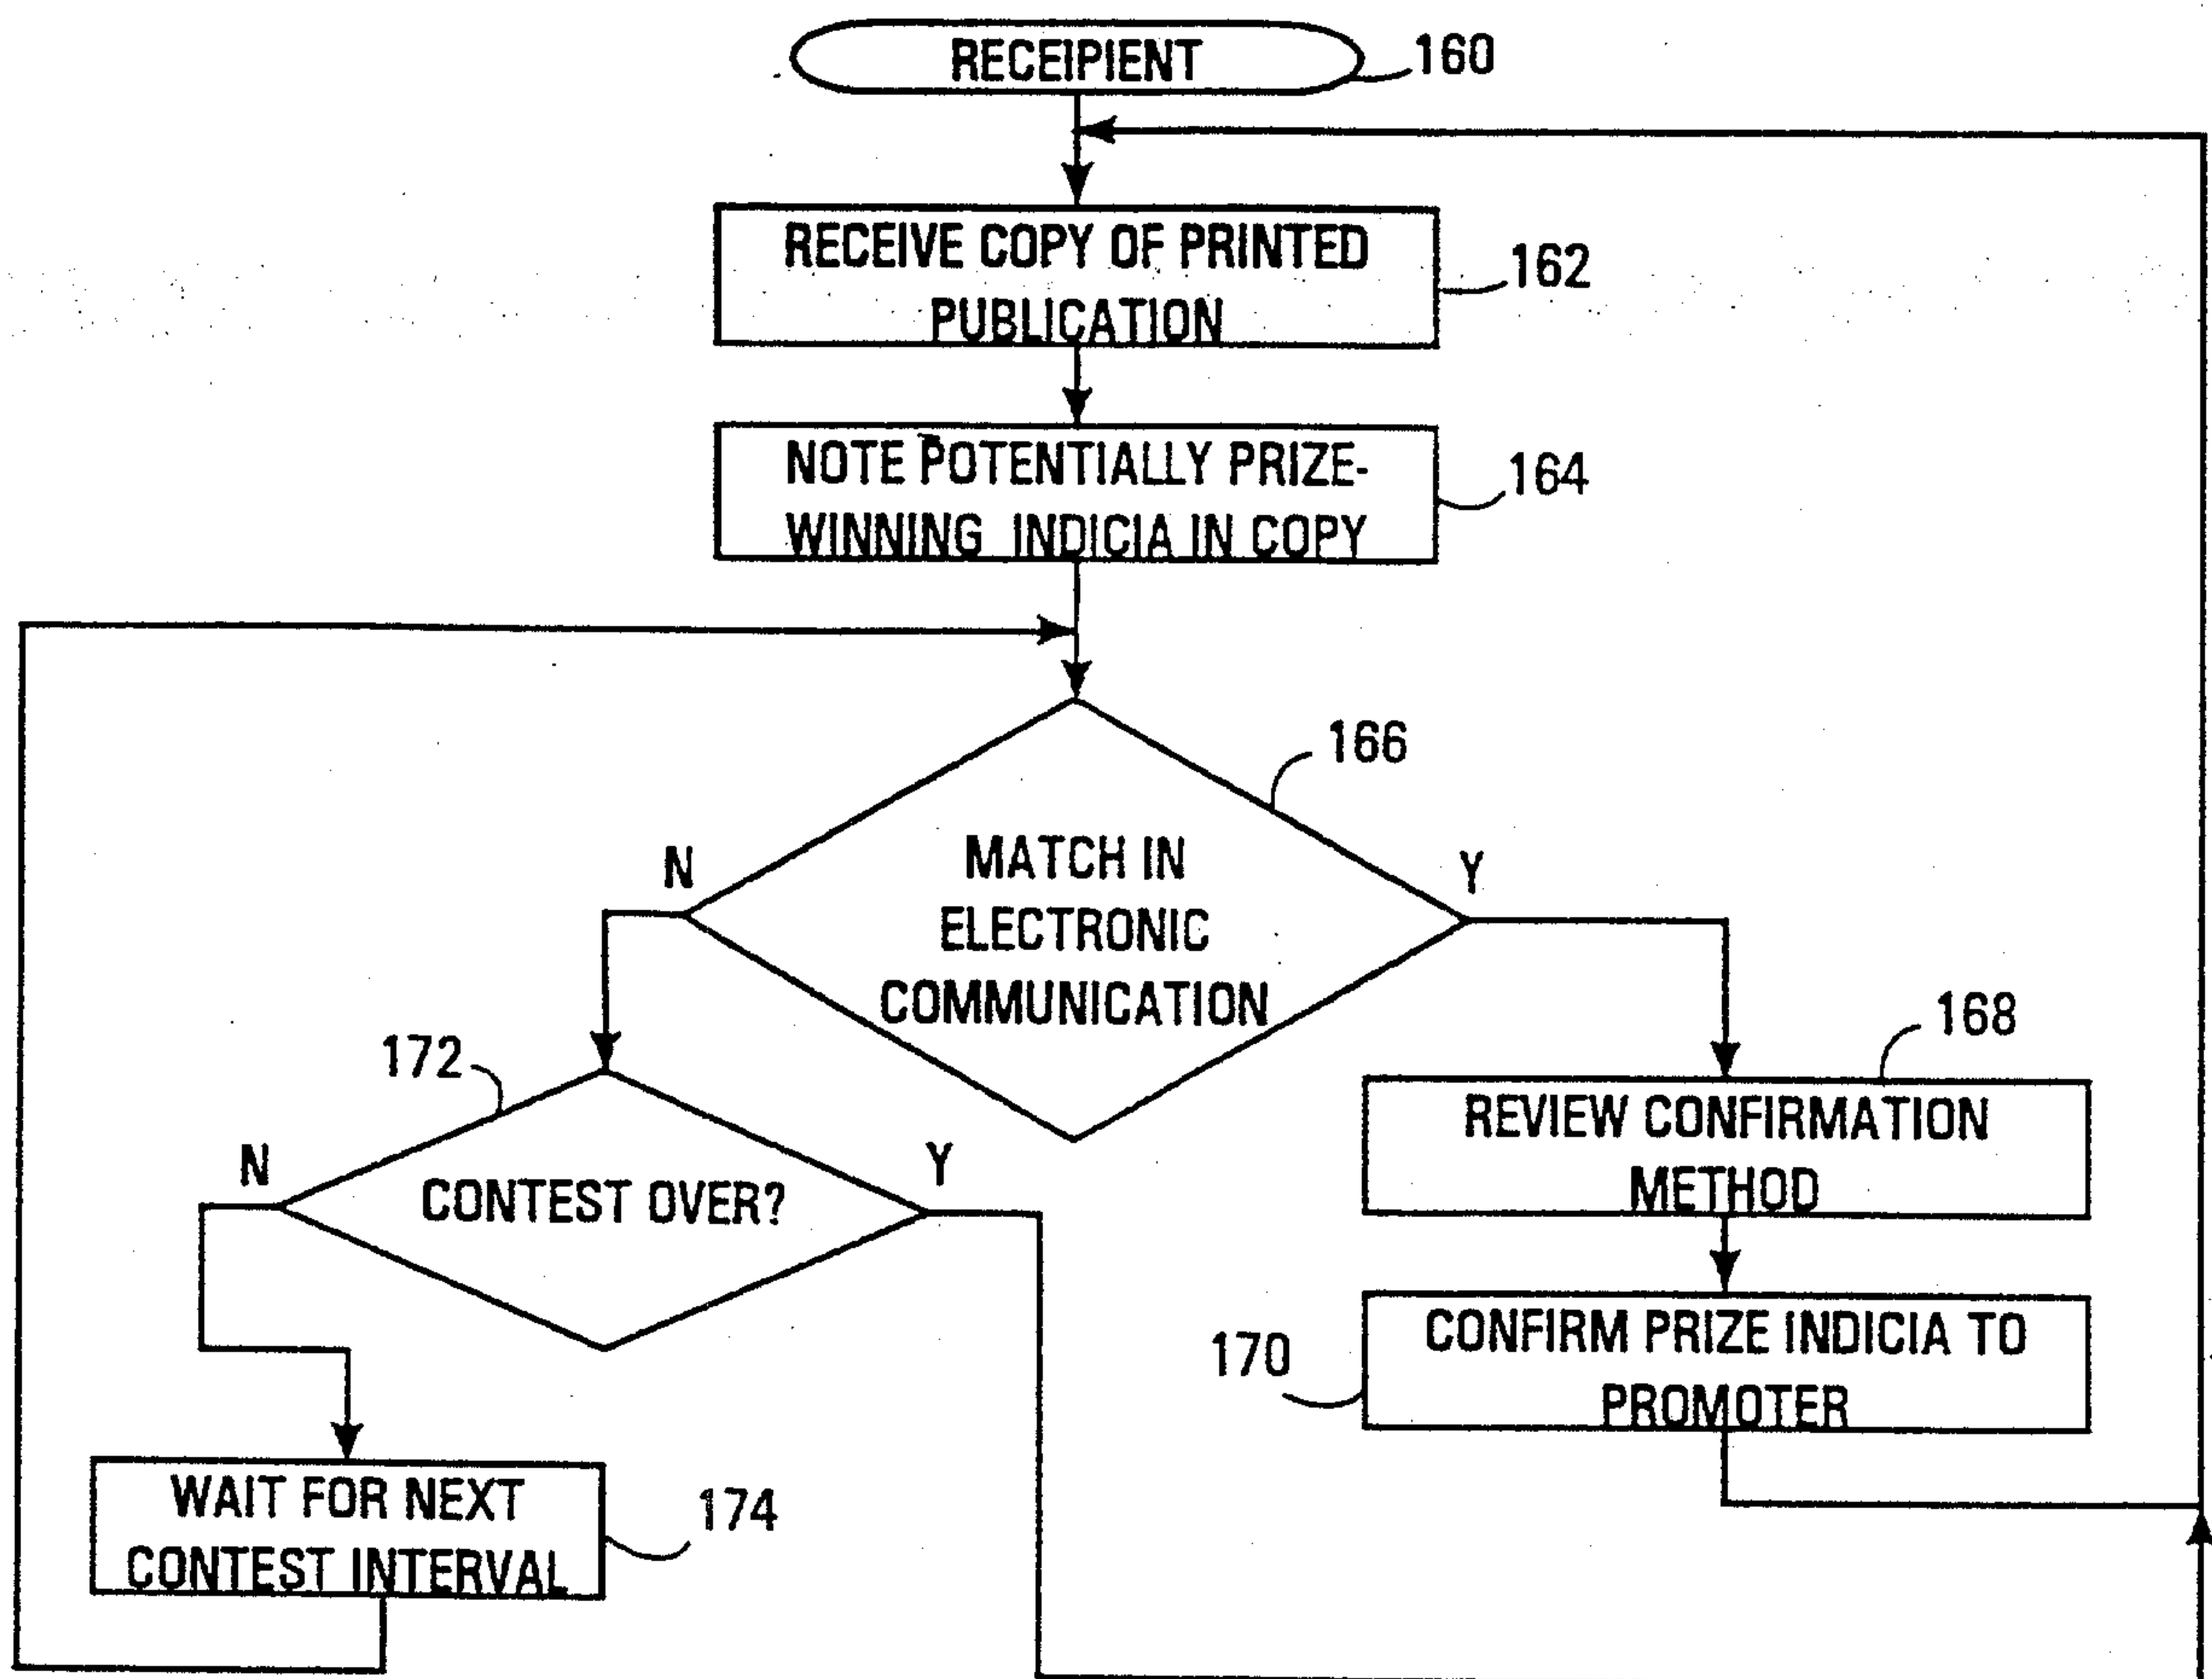 RECEIPIENT
160
RECEIVE COPY OF PRINTED
PUBLICATION
162
NOTE POTENTIALLY PRIZE-
WINNING INDICIA IN COPY
164
166
MATCH IN
ELECTRONIC
COMMUNICATION
N
Y
172
168
REVIEW CONFIRMATION
METHOD
N
CONTEST OVER?
Y
170
CONFIRM PRIZE INDICIA TO
PROMOTER
WAIT FOR NEXT
CONTEST INTERVAL
174